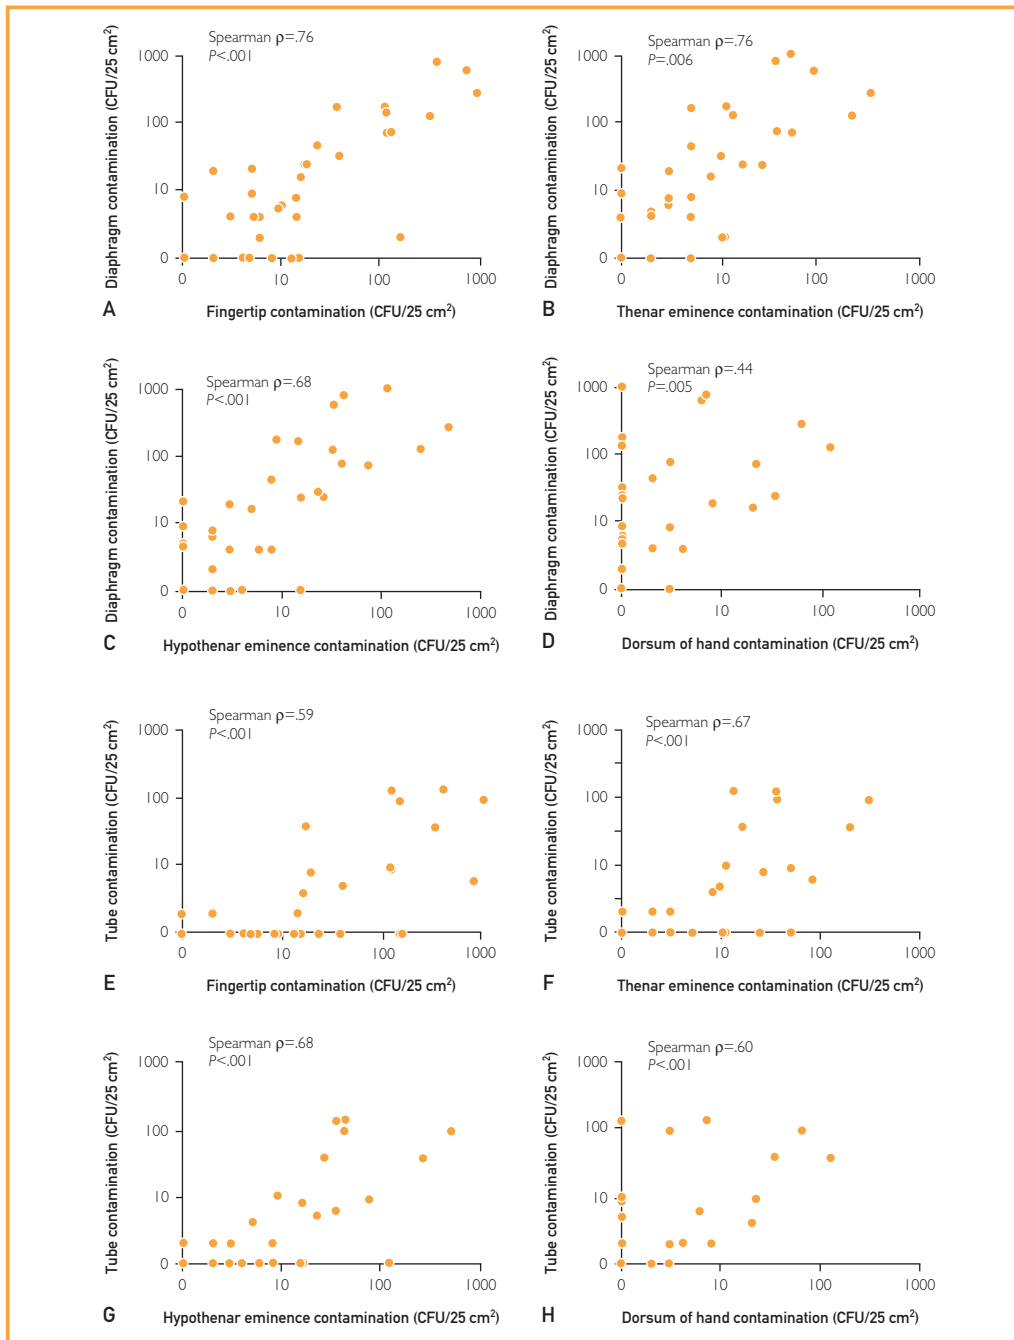 Spearman ρ=.76
P<.001
Diaphragm contamination (CFU/25 cm²)
1000
100
10
0
0 10 100 1000
A Fingertip contamination (CFU/25 cm²)
Spearman ρ=.76
P=.006
Diaphragm contamination (CFU/25 cm²)
1000
100
10
0
0 10 100 1000
B Thenar eminence contamination (CFU/25 cm²)
Spearman ρ=.68
P<.001
Diaphragm contamination (CFU/25 cm²)
1000
100
10
0
0 10 100 1000
C Hypothenar eminence contamination (CFU/25 cm²)
Spearman ρ=.44
P=.005
Diaphragm contamination (CFU/25 cm²)
1000
100
10
0
0 10 100 1000
D Dorsum of hand contamination (CFU/25 cm²)
Spearman ρ=.59
P<.001
Tube contamination (CFU/25 cm²)
1000
100
10
0
0 10 100 1000
E Fingertip contamination (CFU/25 cm²)
Spearman ρ=.67
P<.001
Tube contamination (CFU/25 cm²)
1000
100
10
0
0 10 100 1000
F Thenar eminence contamination (CFU/25 cm²)
Spearman ρ=.68
P<.001
Tube contamination (CFU/25 cm²)
1000
100
10
0
0 10 100 1000
G Hypothenar eminence contamination (CFU/25 cm²)
Spearman ρ=.60
P<.001
Tube contamination (CFU/25 cm²)
1000
100
10
0
0 10 100 1000
H Dorsum of hand contamination (CFU/25 cm²)